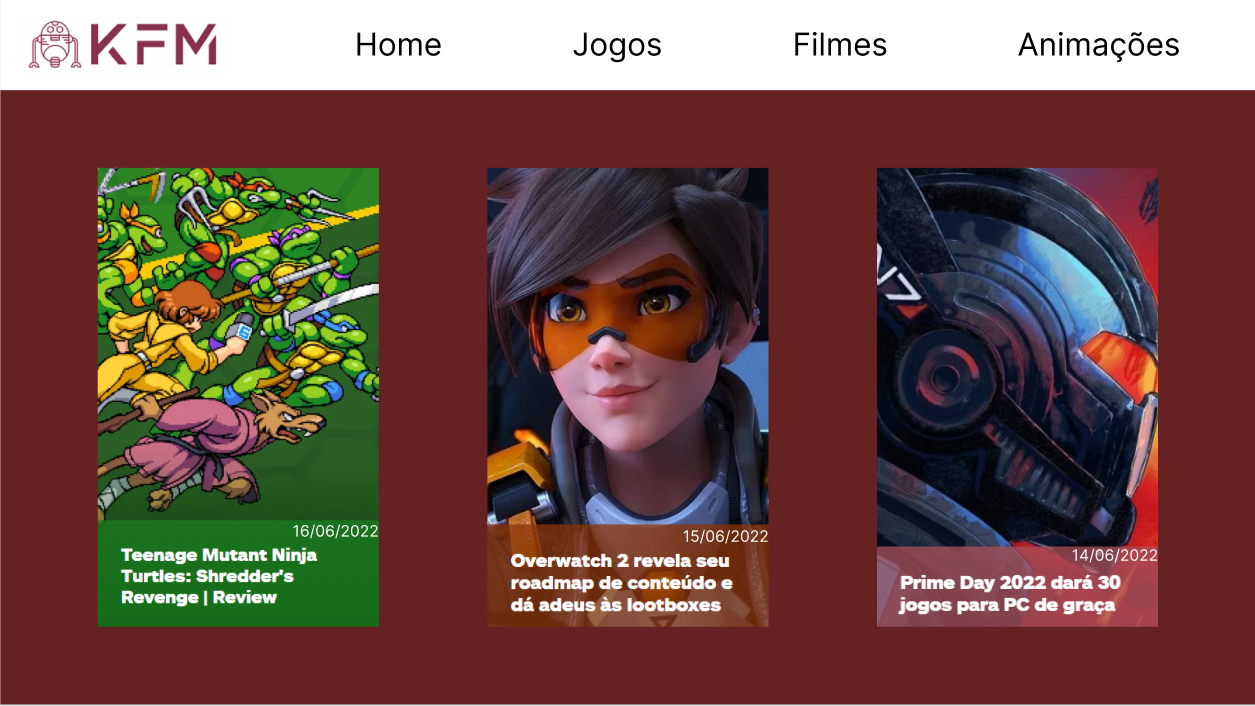 KFM
Home
Jogos
Filmes
Animações
16/06/2022
Teenage Mutant Ninja
Turtles: Shredder's
Revenge | Review
15/06/2022
Overwatch 2 revela seu
roadmap de conteúdo e
dá adeus às lootboxes
14/06/2022
Prime Day 2022 dará 30
jogos para PC de graça